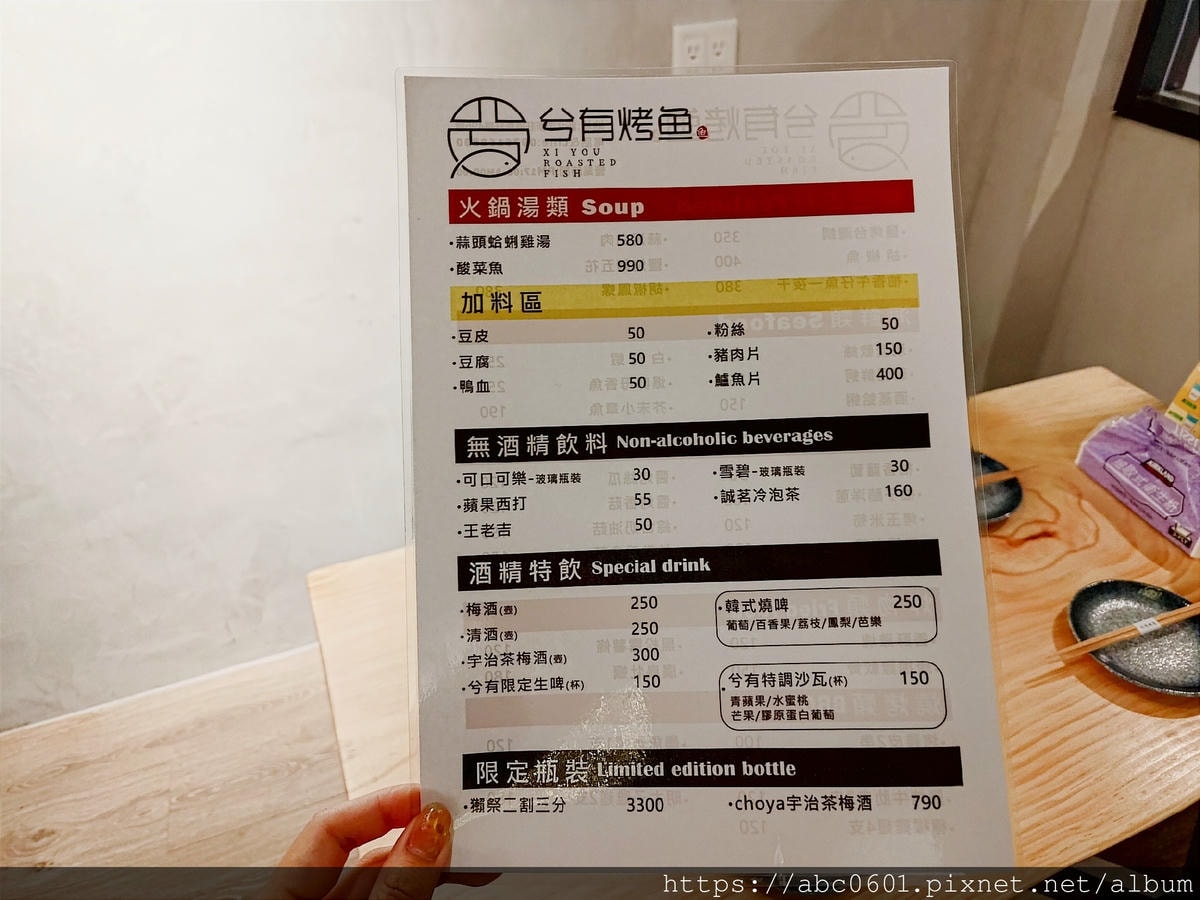 兮有烤鱼
XI YOU
ROASTED
FISH
火鍋湯類 Soup
·蒜頭蛤蜊雞湯 580
·酸菜魚 990
加料區
·豆皮 50 ·粉絲 50
·豆腐 50 ·豬肉片 150
·鴨血 50 ·鱸魚片 400
無酒精飲料 Non-alcoholic beverages
·可口可樂-玻璃瓶裝 30 ·雪碧-玻璃瓶裝 30
·蘋果西打 55 ·誠茗冷泡茶 160
·王老吉 50
酒精特飲 Special drink
·梅酒(壺) 250
·清酒(壺) 250
·宇治茶梅酒(壺) 300
·兮有限定生啤(杯) 150
·韓式燒啤 250
葡萄/百香果/荔枝/鳳梨/芭樂
·兮有特調沙瓦(杯) 150
青蘋果/水蜜桃
芒果/膠原蛋白葡萄
限定瓶裝 Limited edition bottle
·獺祭二割三分 3300 ·choya宇治茶梅酒 790
https://abc0601.pixnet.net/album